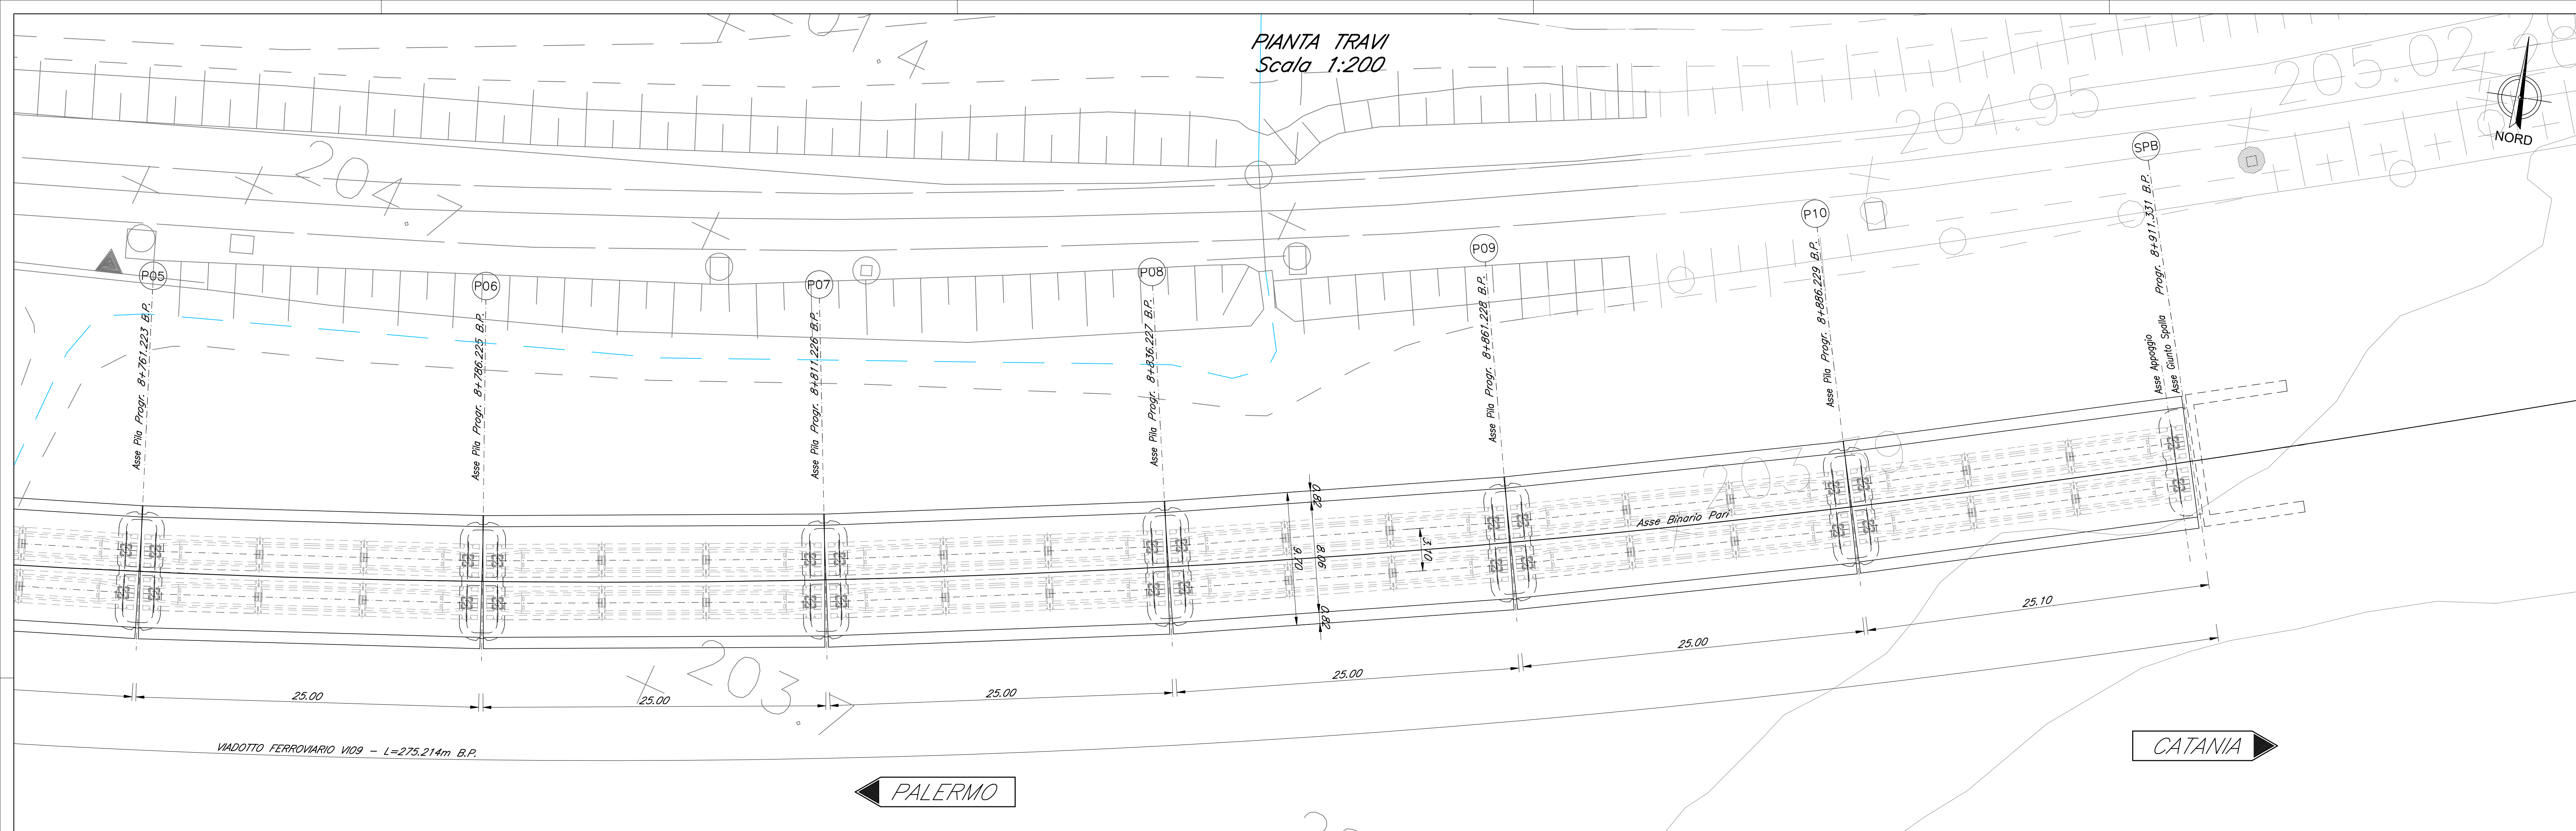 PIANTA TRAVI
Scala 1:200
204.95
205.02
NORD
204.7
SPB
P05
P06
P07
P08
P09
P10
Asse Pila Progr. 8+761.223 B.P.
Asse Pila Progr. 8+786.225 B.P.
Asse Pila Progr. 8+811.226 B.P.
Asse Pila Progr. 8+836.227 B.P.
Asse Pila Progr. 8+861.228 B.P.
Asse Pila Progr. 8+886.229 B.P.
Asse Appoggio
Asse Giunto Spalla Progr. 8+911.331 B.P.
0.82
9.70
8.06
0.82
3.10
Asse Binario Pari
25.00
25.00
25.00
25.00
25.00
25.10
203.7
VIADOTTO FERROVIARIO VI09 - L=275.214m B.P.
PALERMO
CATANIA